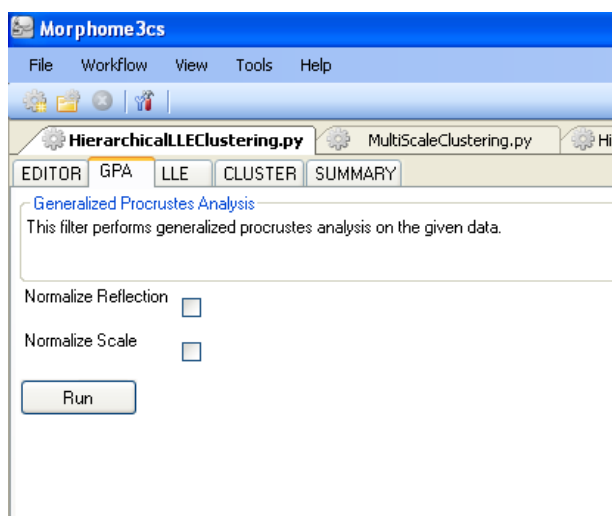 Morphome3cs
File Workflow View Tools Help
HierarchicalLLEClustering.py MultiScaleClustering.py Hi
EDITOR GPA LLE CLUSTER SUMMARY
Generalized Procrustes Analysis
This filter performs generalized procrustes analysis on the given data.
Normalize Reflection
Normalize Scale
Run